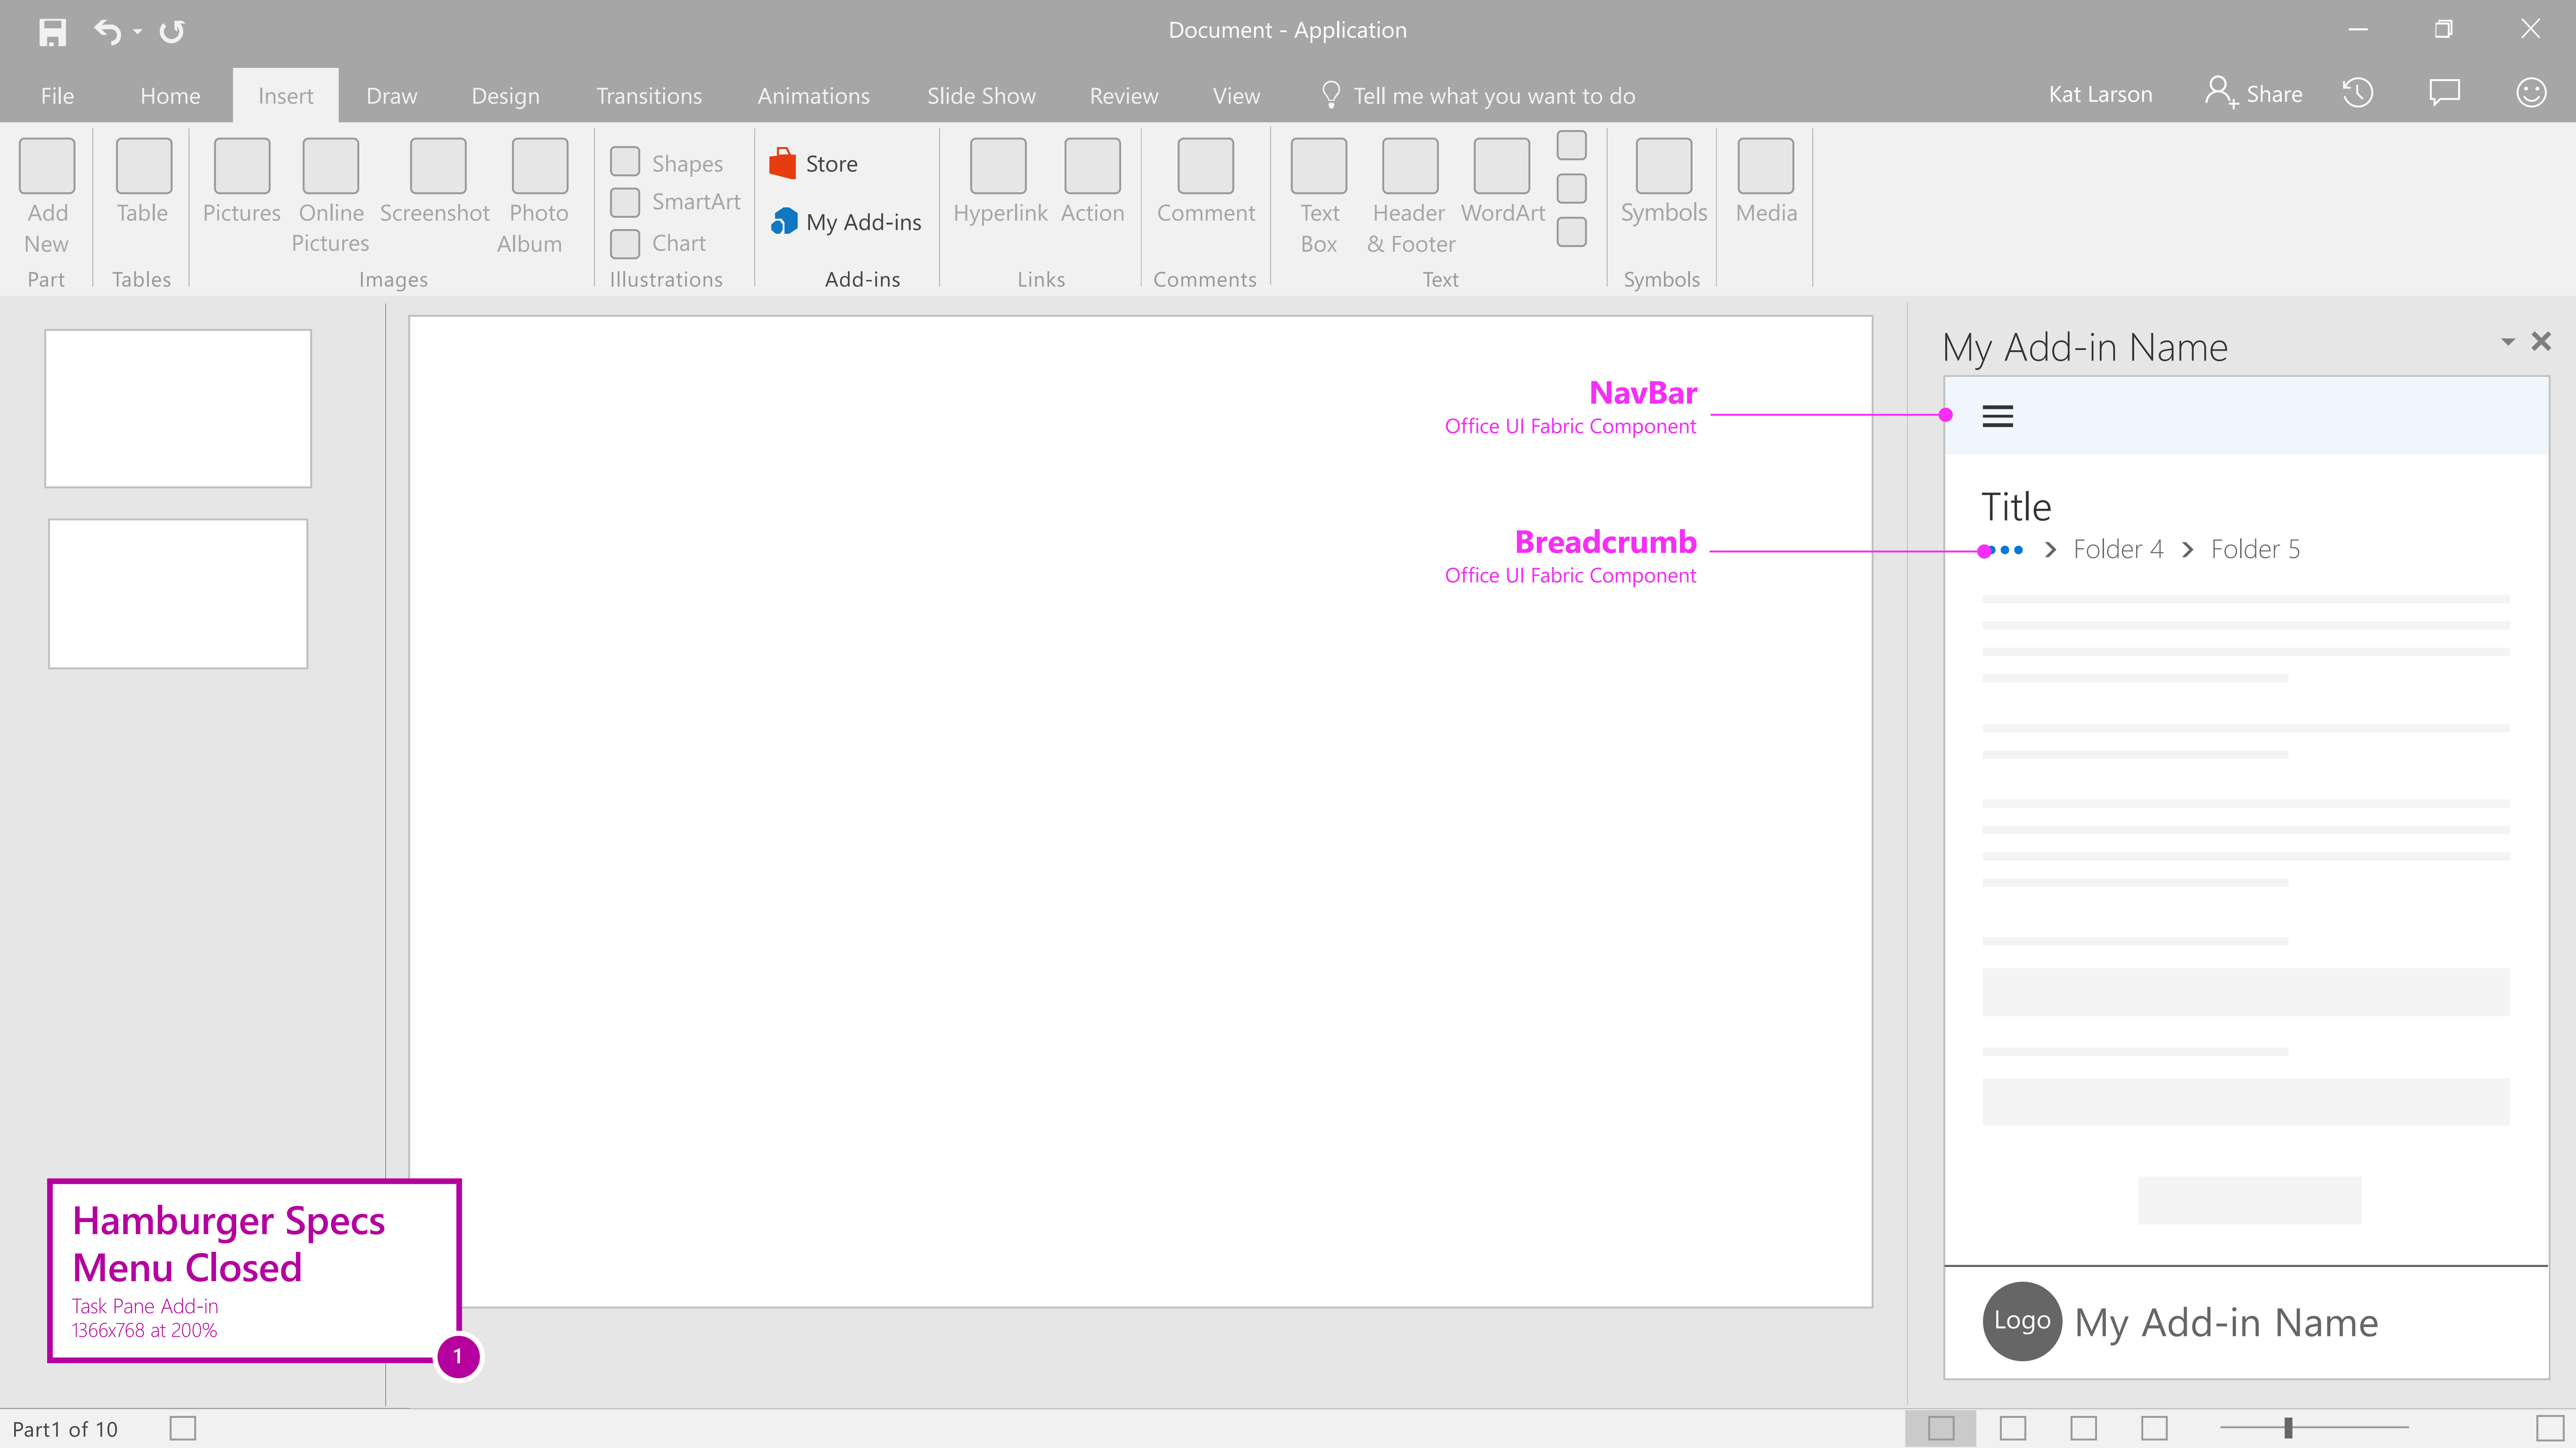 Document - Application
File Home Insert Draw Design Transitions Animations Slide Show Review View Tell me what you want to do Kat Larson Share
Add New
Table
Pictures
Online Pictures
Screenshot
Photo Album
Shapes
SmartArt
Chart
Store
My Add-ins
Hyperlink
Action
Comment
Text Box
Header & Footer
WordArt
Symbols
Media
Part Tables Images Illustrations Add-ins Links Comments Text Symbols
My Add-in Name
NavBar
Office UI Fabric Component
Title
Breadcrumb
Office UI Fabric Component
Folder 4 Folder 5
Hamburger Specs
Menu Closed
Task Pane Add-in
1366x768 at 200%
1
Logo My Add-in Name
Part1 of 10